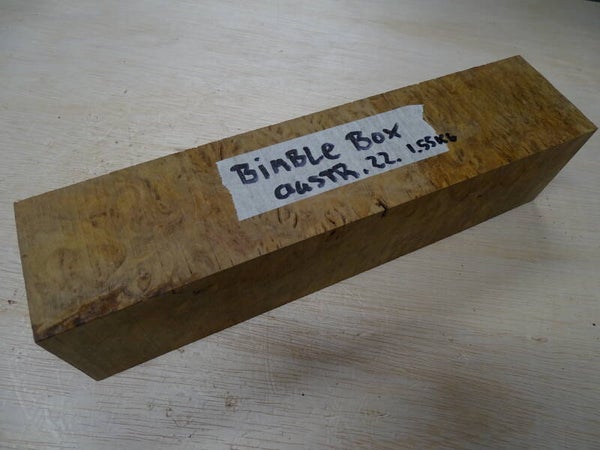 BimBLe Box
AuSTR. 22. 1.55KG